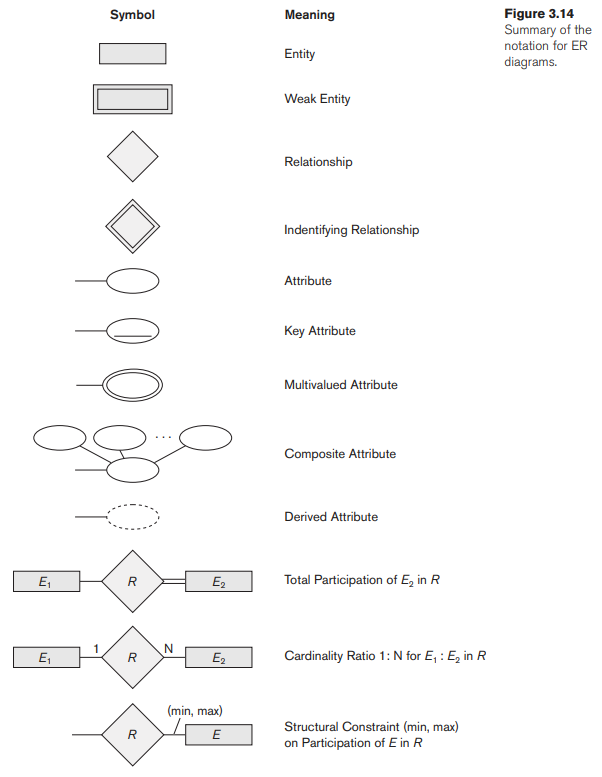 Symbol Meaning
Figure 3.14
Summary of the
notation for ER
diagrams.
Entity
Weak Entity
Relationship
Indentifying Relationship
Attribute
Key Attribute
Multivalued Attribute
. . .
Composite Attribute
Derived Attribute
E₁ R E₂ Total Participation of E₂ in R
1 N
E₁ R E₂ Cardinality Ratio 1: N for E₁ : E₂ in R
(min, max)
R E
Structural Constraint (min, max)
on Participation of E in R